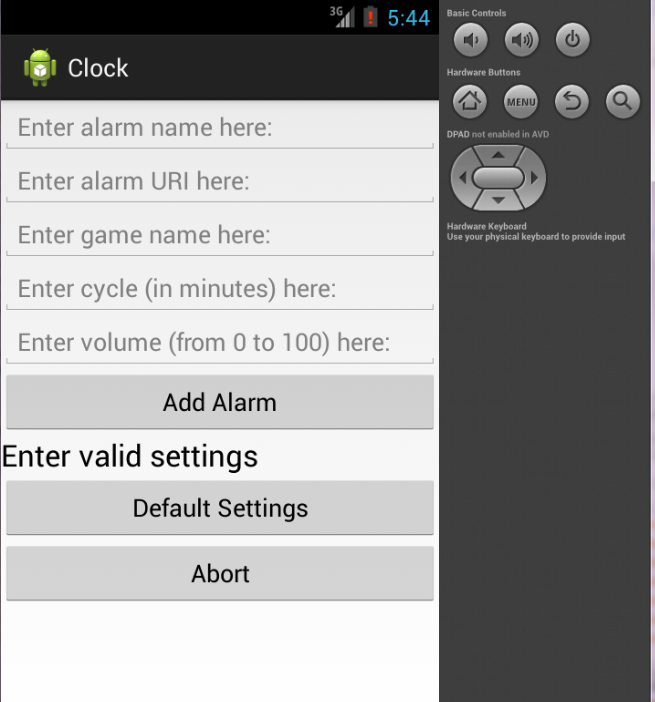 3G 5:44
Clock
Enter alarm name here:
Enter alarm URI here:
Enter game name here:
Enter cycle (in minutes) here:
Enter volume (from 0 to 100) here:
Add Alarm
Enter valid settings
Default Settings
Abort
Basic Controls
Hardware Buttons
MENU
DPAD not enabled in AVD
Hardware Keyboard
Use your physical keyboard to provide input